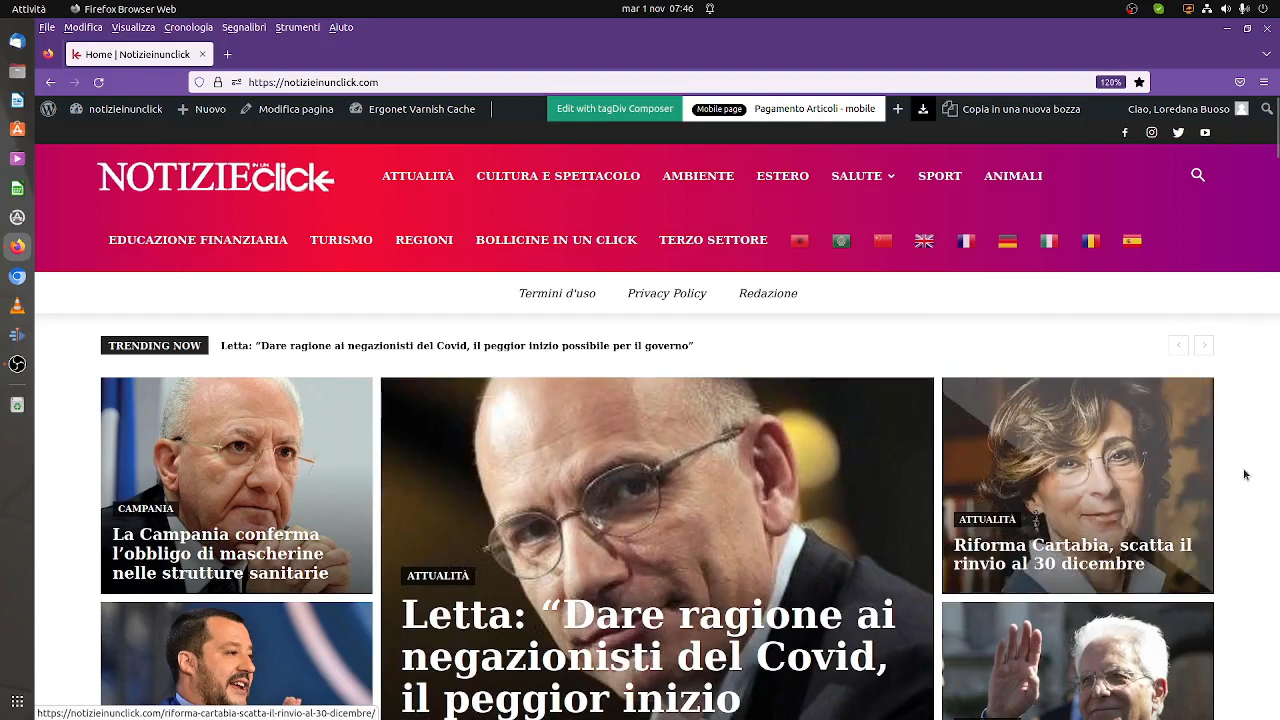 Attività
Firefox Browser Web
mar 1 nov 07:46
File Modifica Visualizza Cronologia Segnalibri Strumenti Aiuto
Home | Notizieinunclick
https://notizieinunclick.com
120%
notizieinunclick
Nuovo
Modifica pagina
Ergonet Varnish Cache
Edit with tagDiv Composer
Mobile page
Pagamento Articoli - mobile
Copia in una nuova bozza
Ciao, Loredana Buoso
NOTIZIE IN UN click
ATTUALITÀ CULTURA E SPETTACOLO AMBIENTE ESTERO SALUTE SPORT ANIMALI
EDUCAZIONE FINANZIARIA TURISMO REGIONI BOLLICINE IN UN CLICK TERZO SETTORE
Termini d'uso Privacy Policy Redazione
TRENDING NOW
Letta: “Dare ragione ai negazionisti del Covid, il peggior inizio possibile per il governo”
CAMPANIA
La Campania conferma
l’obbligo di mascherine
nelle strutture sanitarie
ATTUALITÀ
Letta: “Dare ragione ai
negazionisti del Covid,
il peggior inizio
ATTUALITÀ
Riforma Cartabia, scatta il
rinvio al 30 dicembre
https://notizieinunclick.com/riforma-cartabia-scatta-il-rinvio-al-30-dicembre/